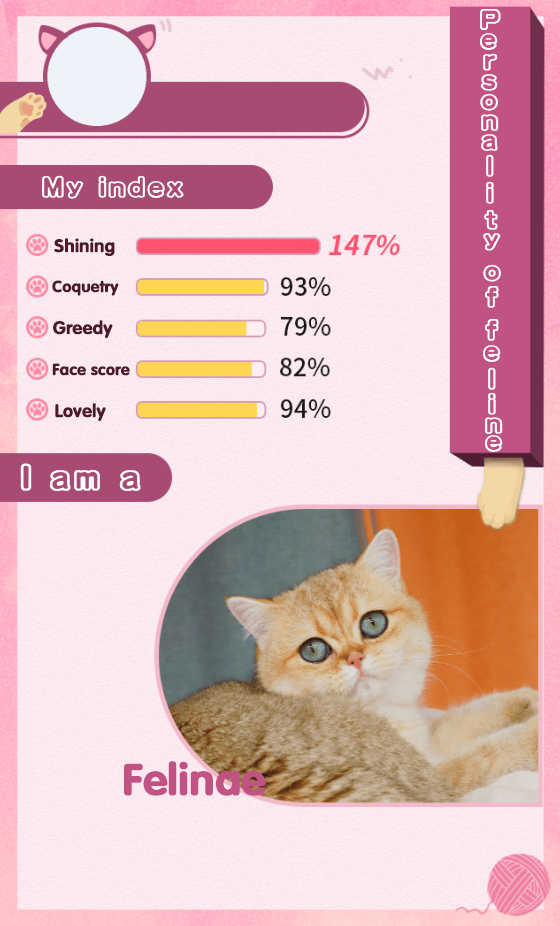 Personality of feline
My index
Shining 147%
Coquetry 93%
Greedy 79%
Face score 82%
Lovely 94%
I am a
Felinae